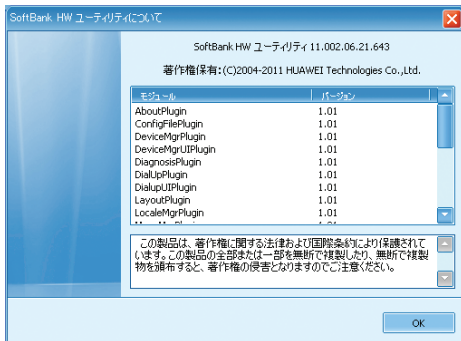 SoftBank HW ユーティリティについて
SoftBank HW ユーティリティ 11.002.06.21.643
著作権保有:(C)2004-2011 HUAWEI Technologies Co.,Ltd.
モジュール バージョン
AboutPlugin 1.01
ConfigFilePlugin 1.01
DeviceMgrPlugin 1.01
DeviceMgrUIPlugin 1.01
DiagnosisPlugin 1.01
DialUpPlugin 1.01
DialupUIPlugin 1.01
LayoutPlugin 1.01
LocaleMgrPlugin 1.01
この製品は、著作権に関する法律および国際条約により保護されて
います。この製品の全部または一部を無断で複製したり、無断で複製
物を頒布すると、著作権の侵害となりますのでご注意ください。
OK